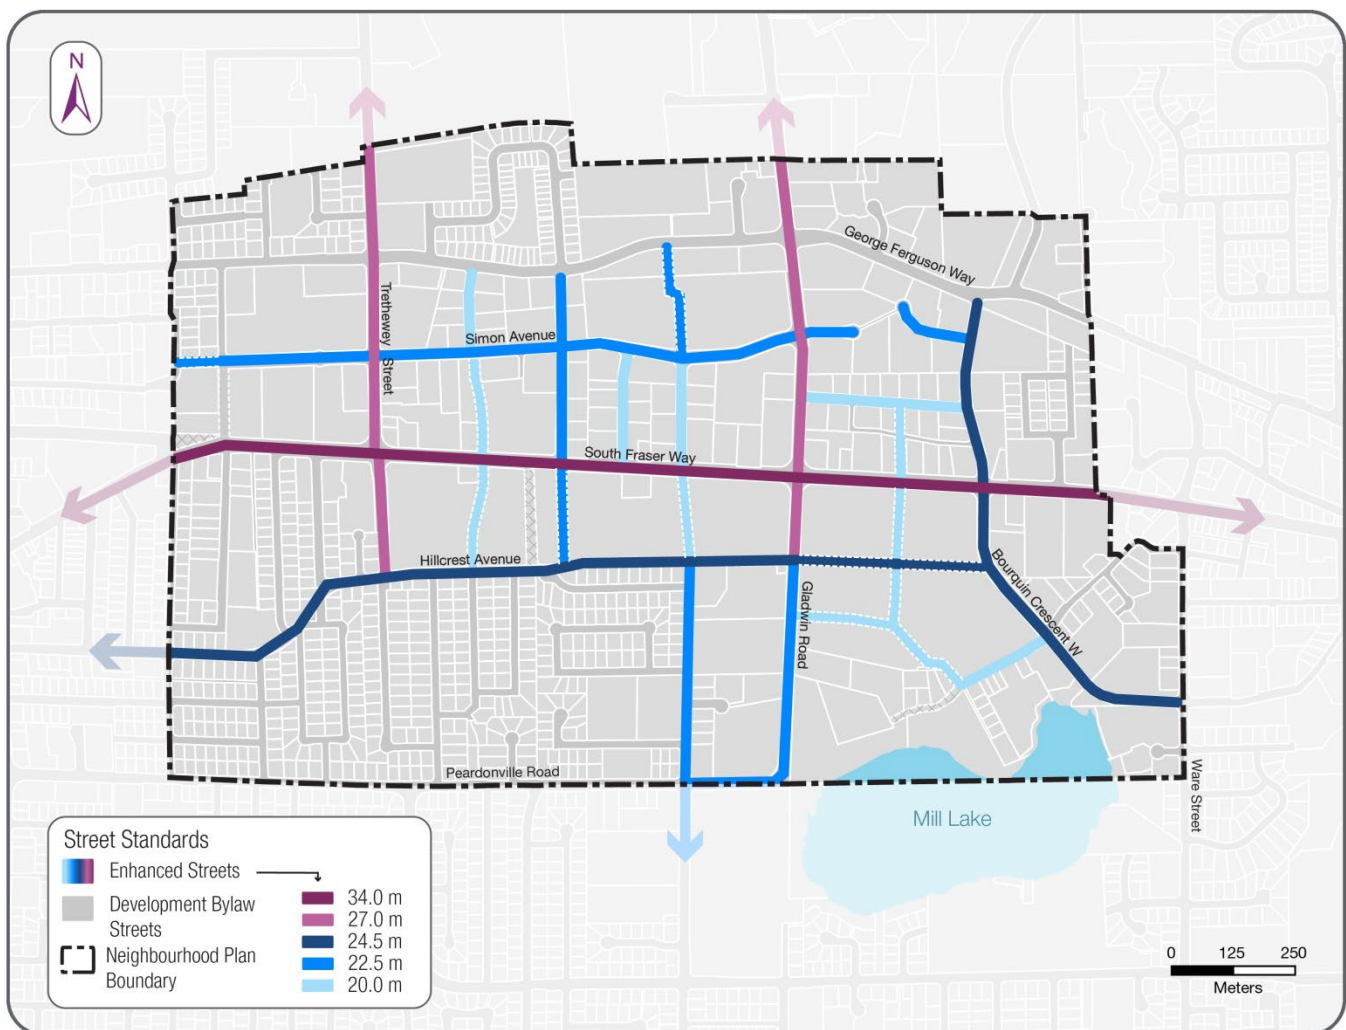 N
George Ferguson Way
Trethewey Street
Simon Avenue
South Fraser Way
Hillcrest Avenue
Bourquin Crescent W
Gladwin Road
Peardonville Road
Ware Street
Mill Lake
Street Standards
Enhanced Streets
Development Bylaw
Streets
Neighbourhood Plan
Boundary
34.0 m
27.0 m
24.5 m
22.5 m
20.0 m
0 125 250
Meters